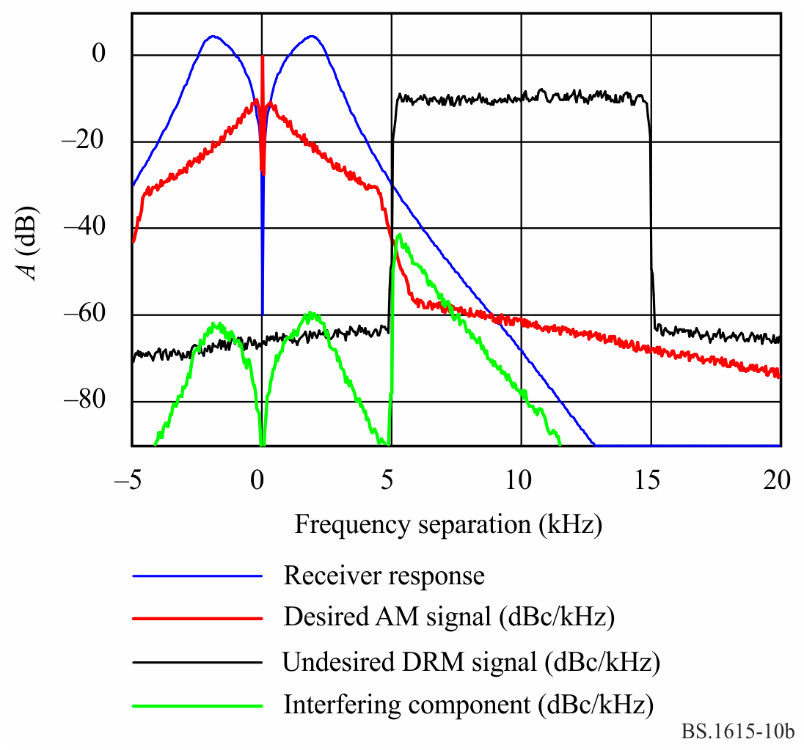 0
–20
–40
–60
–80
A (dB)
–5 0 5 10 15 20
Frequency separation (kHz)
Receiver response
Desired AM signal (dBc/kHz)
Undesired DRM signal (dBc/kHz)
Interfering component (dBc/kHz)
BS.1615-10b